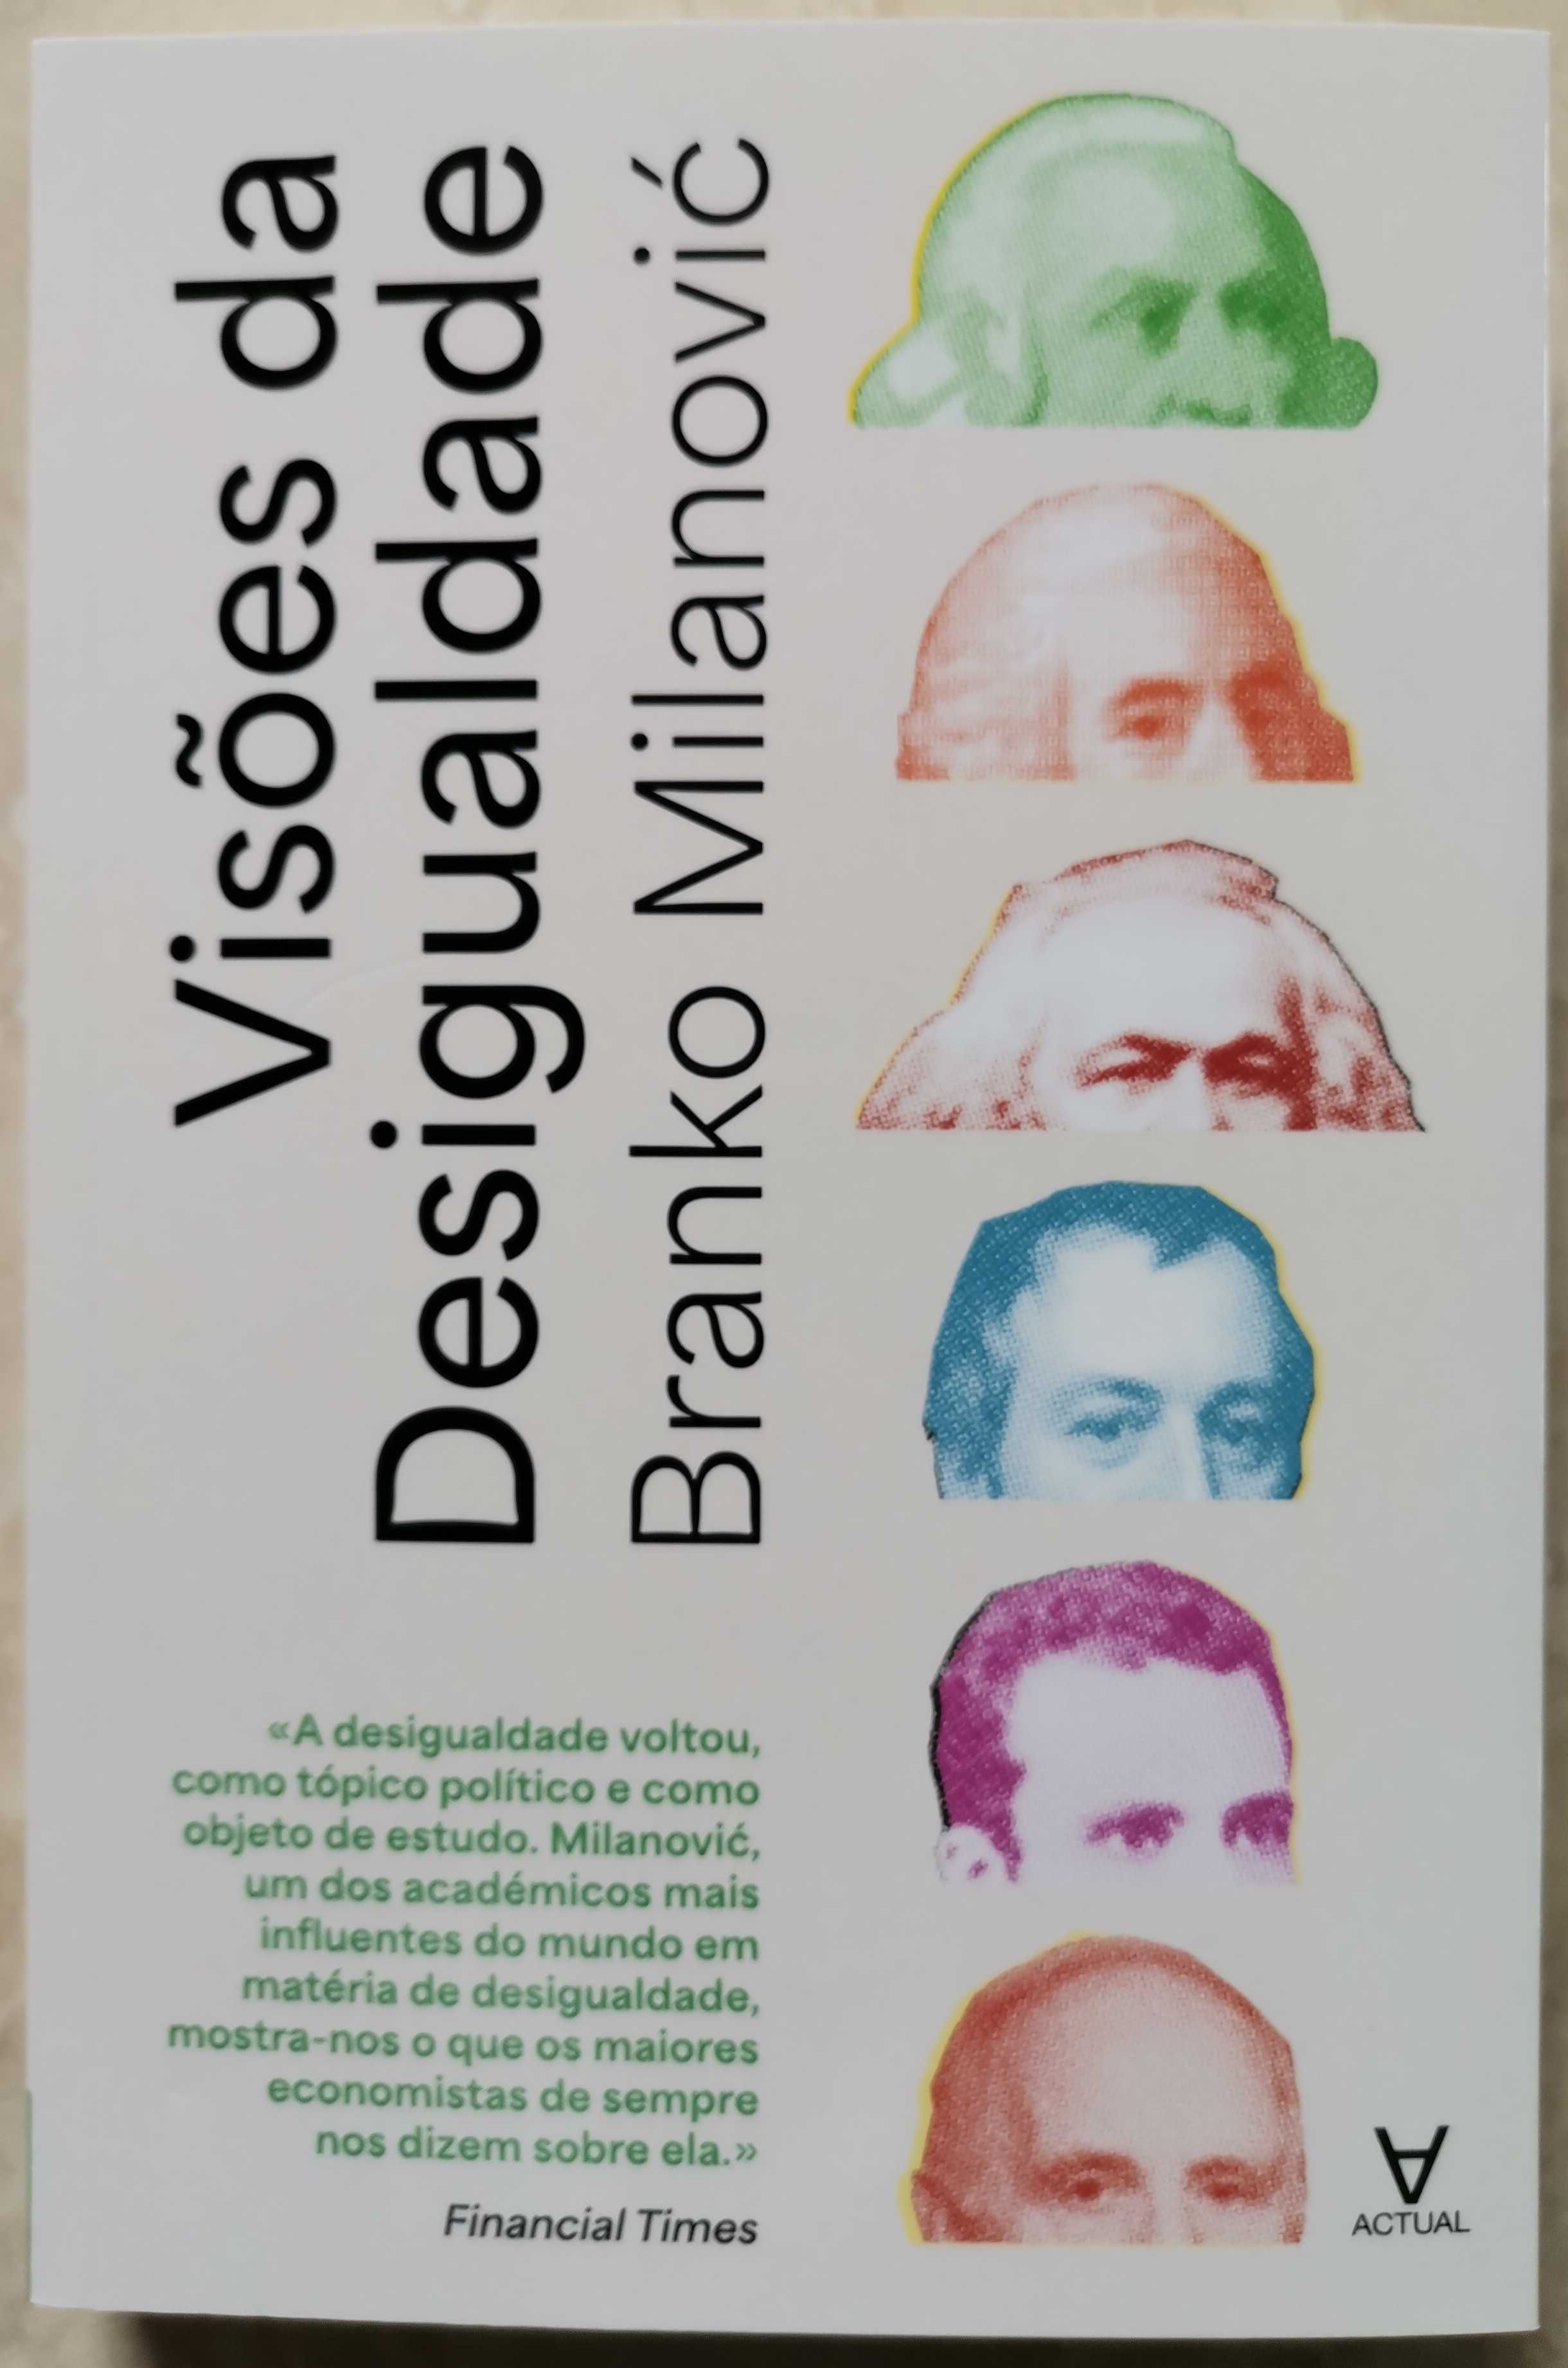 Visões da
Desigualdade
Branko Milanović
«A desigualdade voltou,
como tópico político e como
objeto de estudo. Milanović,
um dos académicos mais
influentes do mundo em
matéria de desigualdade,
mostra-nos o que os maiores
economistas de sempre
nos dizem sobre ela.»
Financial Times
ACTUAL